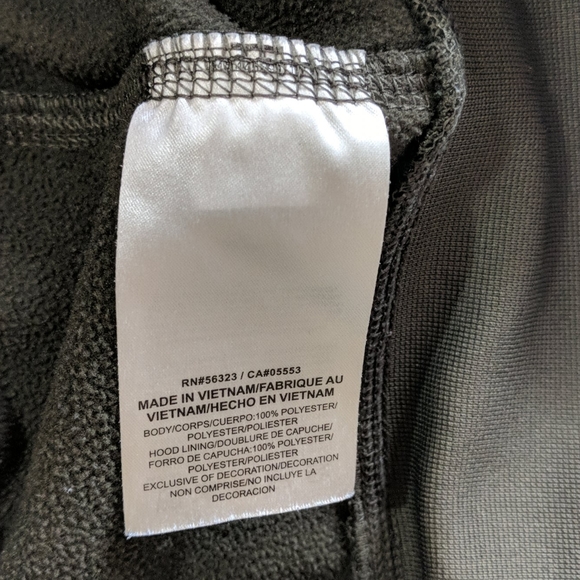 RN#56323 / CA#05553
MADE IN VIETNAM/FABRIQUE AU
VIETNAM/HECHO EN VIETNAM
BODY/CORPS/CUERPO:100% POLYESTER/
POLYESTER/POLIESTER
HOOD LINING/DOUBLURE DE CAPUCHE/
FORRO DE CAPUCHA:100% POLYESTER/
POLYESTER/POLIESTER
EXCLUSIVE OF DECORATION/DECORATION
NON COMPRISE/NO INCLUYE LA
DECORACION